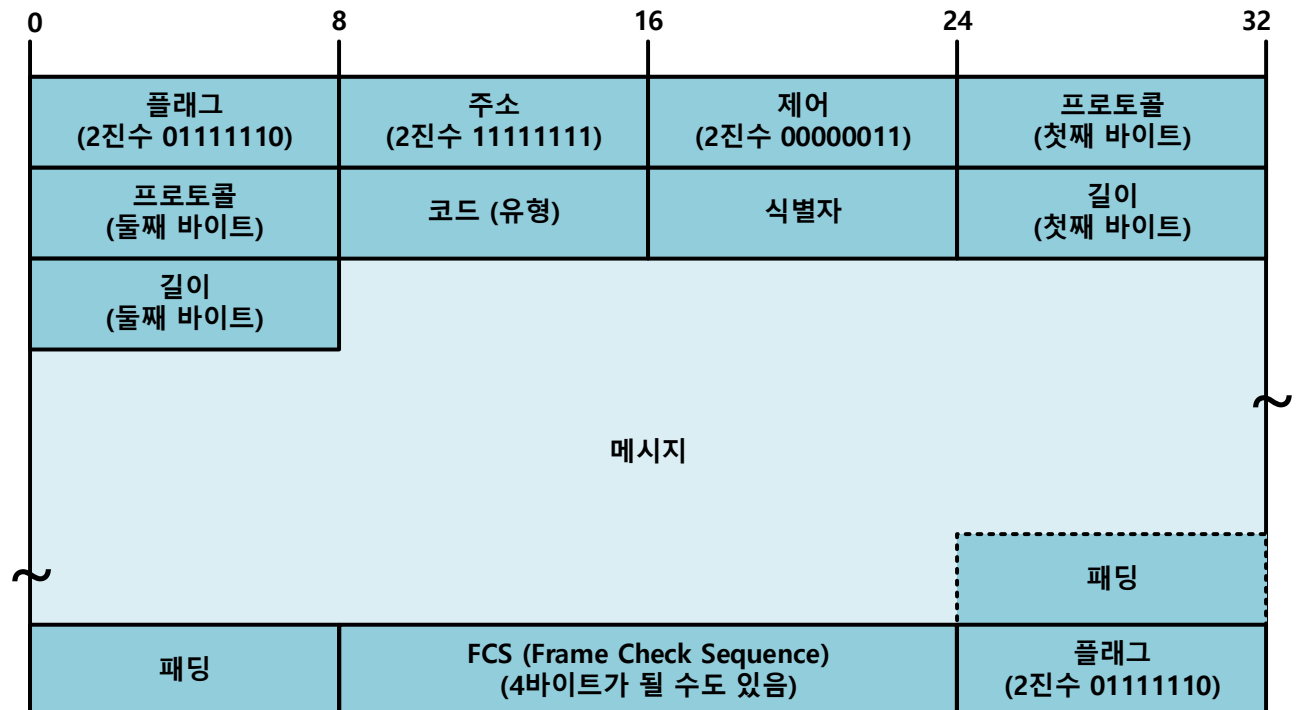 0 8 16 24 32
플래그
(2진수 01111110)
주소
(2진수 11111111)
제어
(2진수 00000011)
프로토콜
(첫째 바이트)
프로토콜
(둘째 바이트)
코드 (유형)
식별자
길이
(첫째 바이트)
길이
(둘째 바이트)
메시지
패딩
패딩
FCS (Frame Check Sequence)
(4바이트가 될 수도 있음)
플래그
(2진수 01111110)